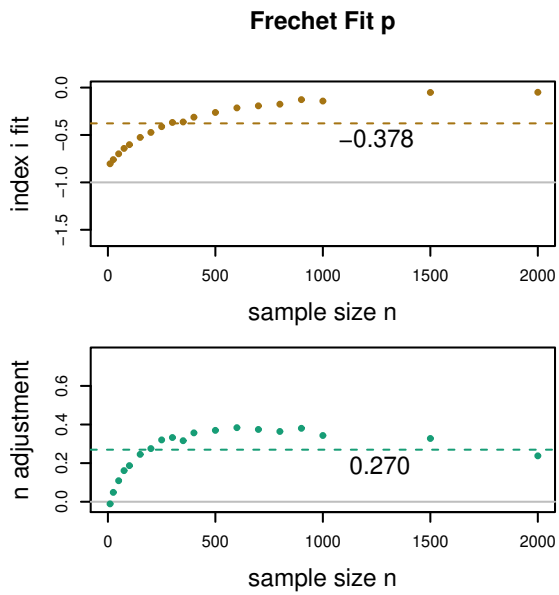 Frechet Fit p
index i fit
0.0
−0.5
−1.0
−1.5
−0.378
0 500 1000 1500 2000
sample size n
n adjustment
0.6
0.4
0.2
0.0
0.270
0 500 1000 1500 2000
sample size n